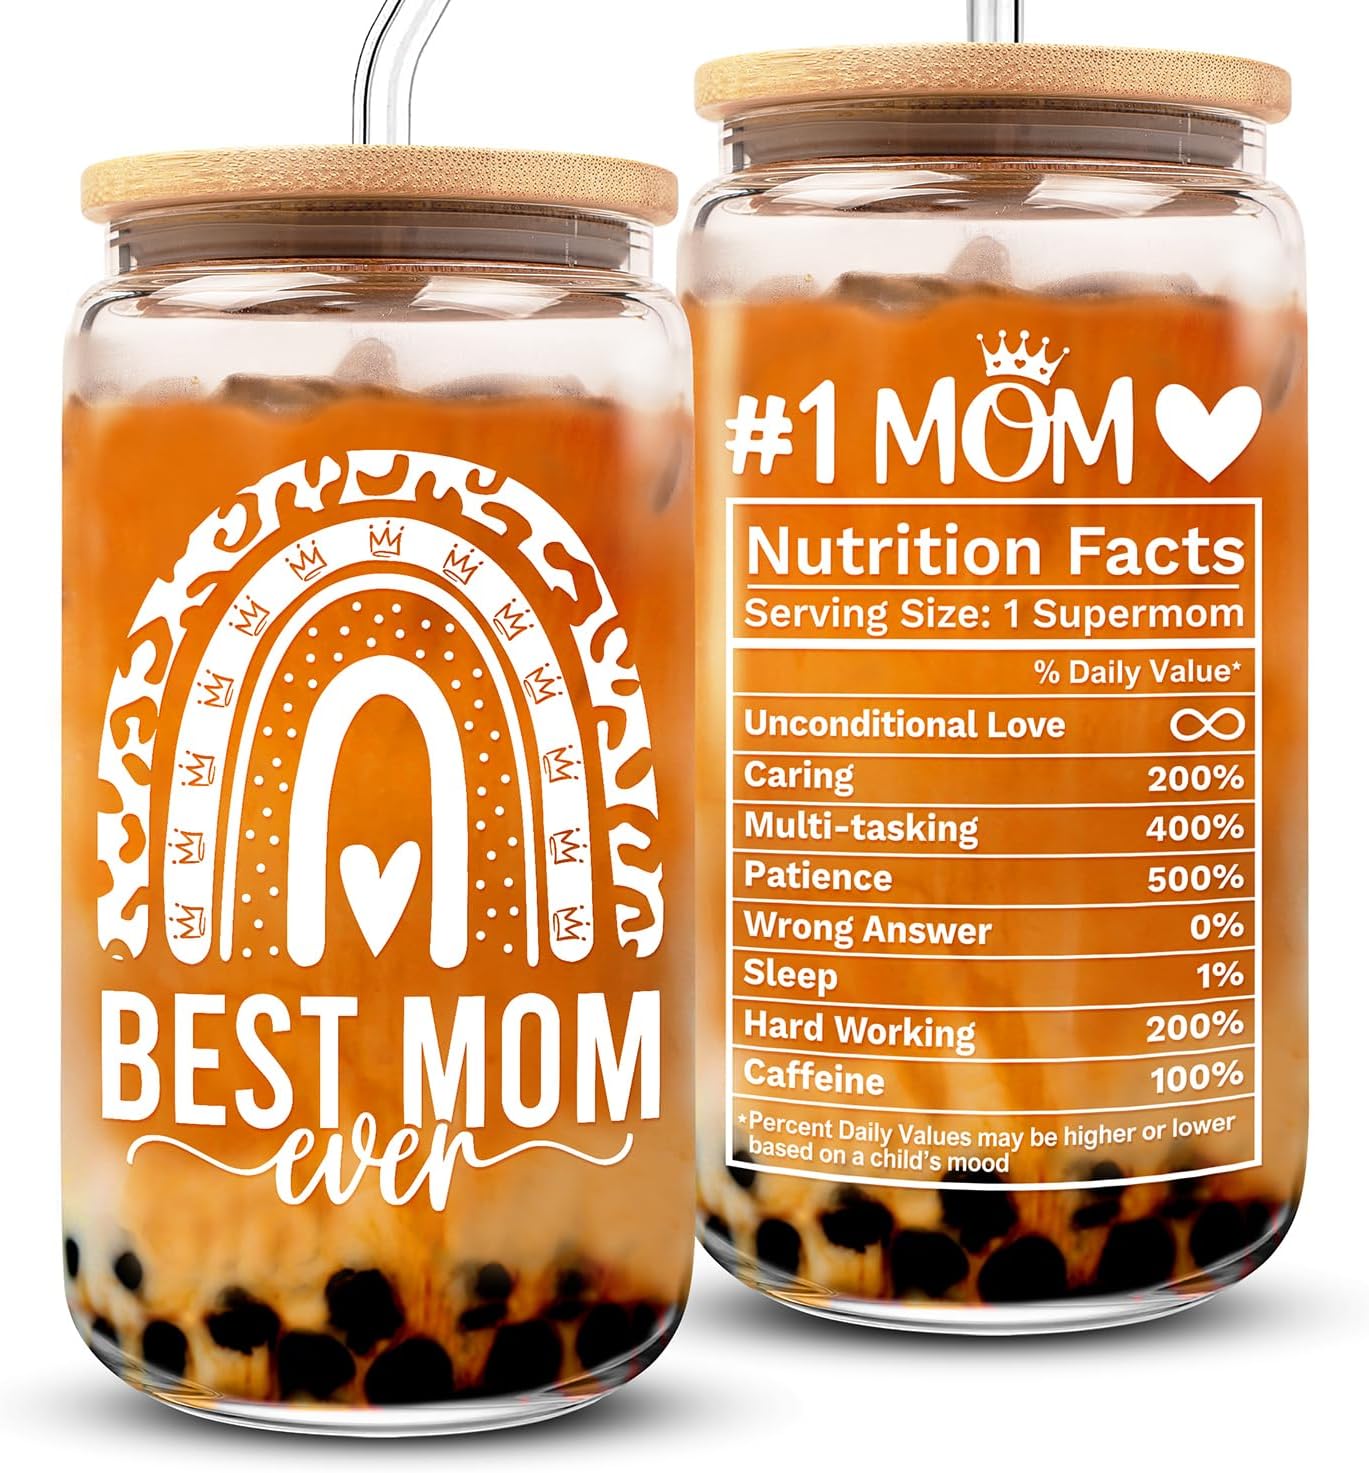 BEST MOM
ever
#1 MOM
Nutrition Facts
Serving Size: 1 Supermom
% Daily Value*
Unconditional Love ∞
Caring 200%
Multi-tasking 400%
Patience 500%
Wrong Answer 0%
Sleep 1%
Hard Working 200%
Caffeine 100%
*Percent Daily Values may be higher or lower
based on a child's mood